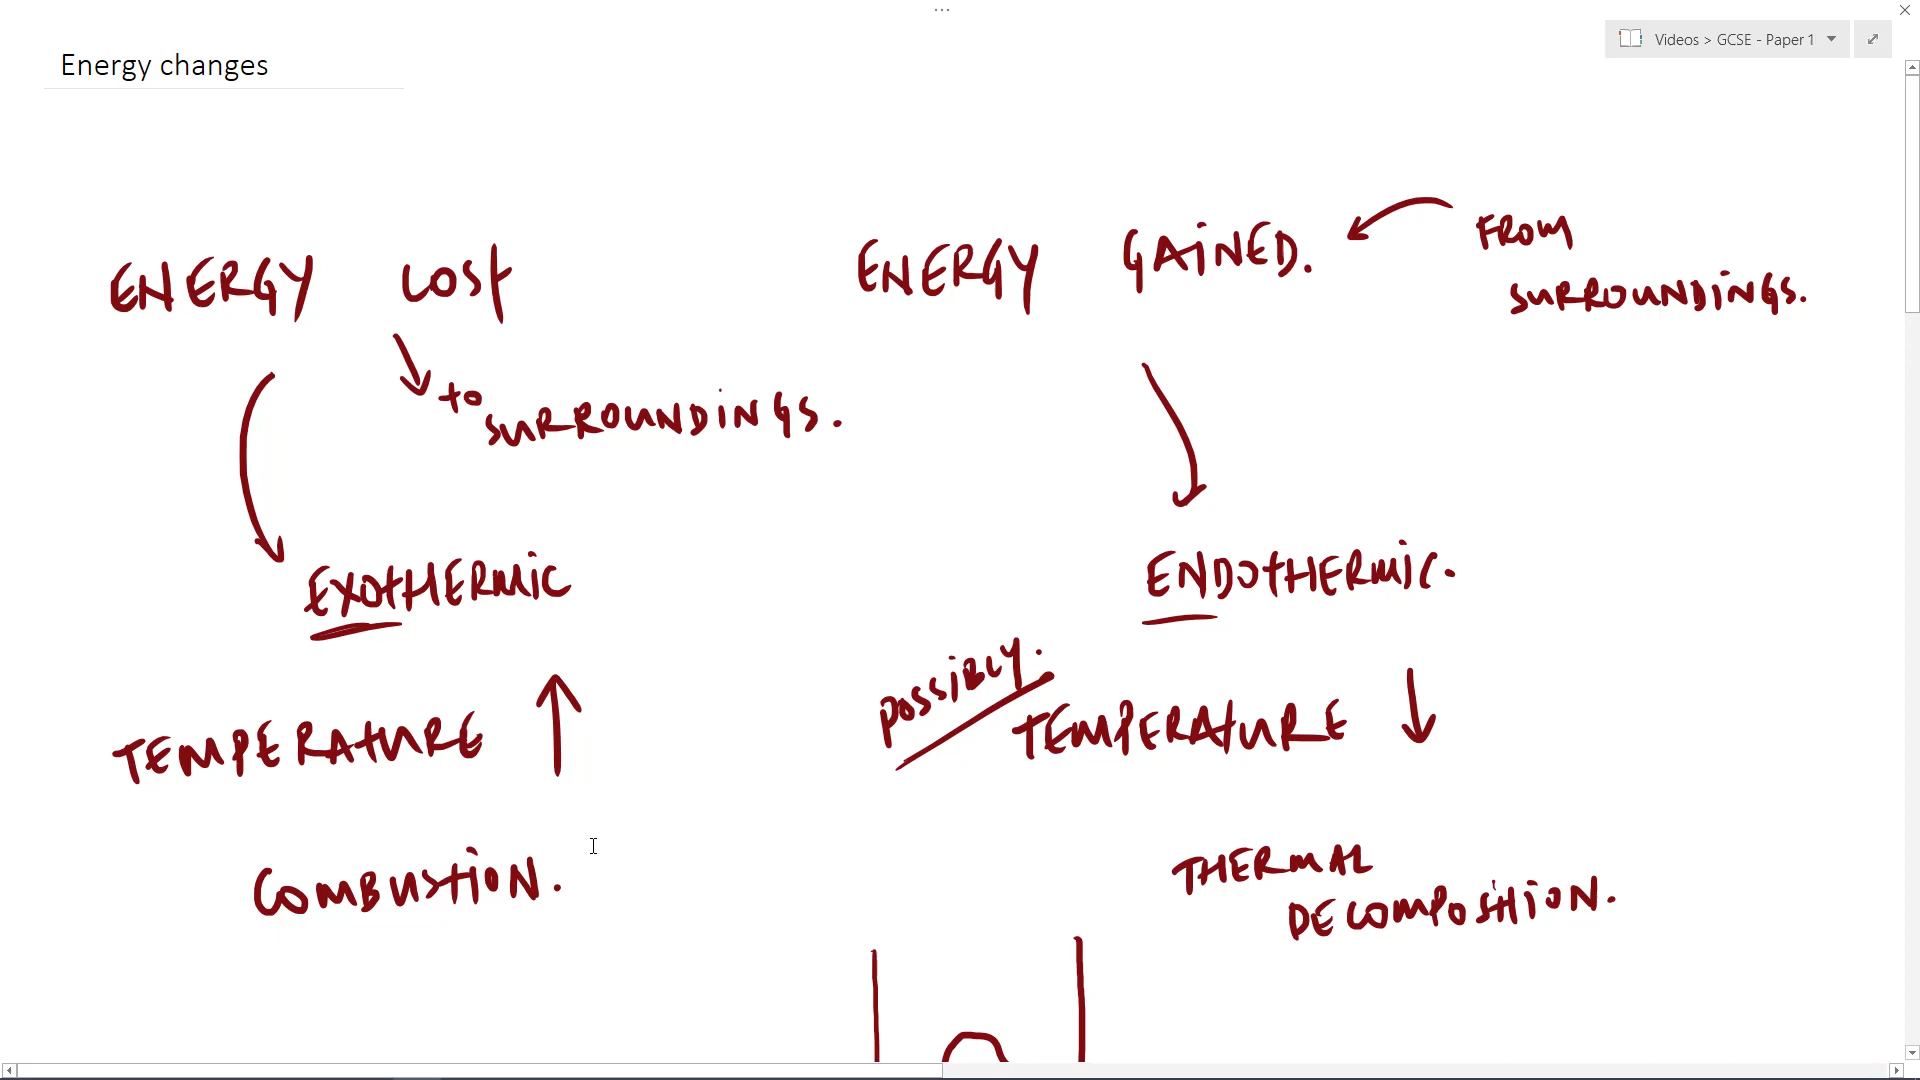 Videos > GCSE - Paper 1
Energy changes
ENERGY LOST
to SURROUNDINGS.
EXOTHERMIC
TEMPERATURE
COMBUSTION.
ENERGY GAINED.
FROM
SURROUNDINGS.
ENDOTHERMIC.
POSSIBLY.
TEMPERATURE
THERMAL
DECOMPOSITION.